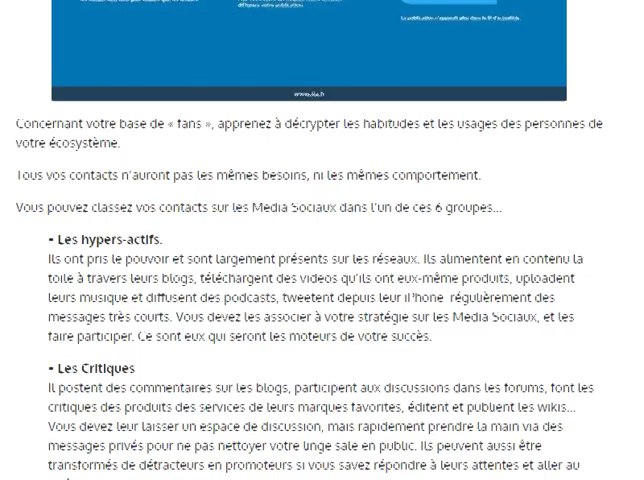 www.iia.fr
Concernant votre base de « fans », apprenez à décrypter les habitudes et les usages des personnes de
votre écosystème.
Tous vos contacts n'auront pas les mêmes besoins, ni les mêmes comportement.
Vous pouvez classez vos contacts sur les Media Sociaux dans l'un de ces 6 groupes...
• Les hypers-actifs.
Ils ont pris le pouvoir et sont largement présents sur les réseaux. Ils alimentent en contenu la
toile à travers leurs blogs, téléchargent des videos qu'ils ont eux-même produits, uploadent
leurs musique et diffusent des podcasts, tweetent depuis leur iPhone régulièrement des
messages très courts. Vous devez les associer à votre stratégie sur les Media Sociaux, et les
faire participer. Ce sont eux qui seront les moteurs de votre succès.
• Les Critiques
Il postent des commentaires sur les blogs, participent aux discussions dans les forums, font les
critiques des produits des services de leurs marques favorites, éditent et publient les wikis...
Vous devez leur laisser un espace de discussion, mais rapidement prendre la main via des
messages privés pour ne pas nettoyer votre linge sale en public. Ils peuvent aussi être
transformés de détracteurs en promoteurs si vous savez répondre à leurs attentes et aller au